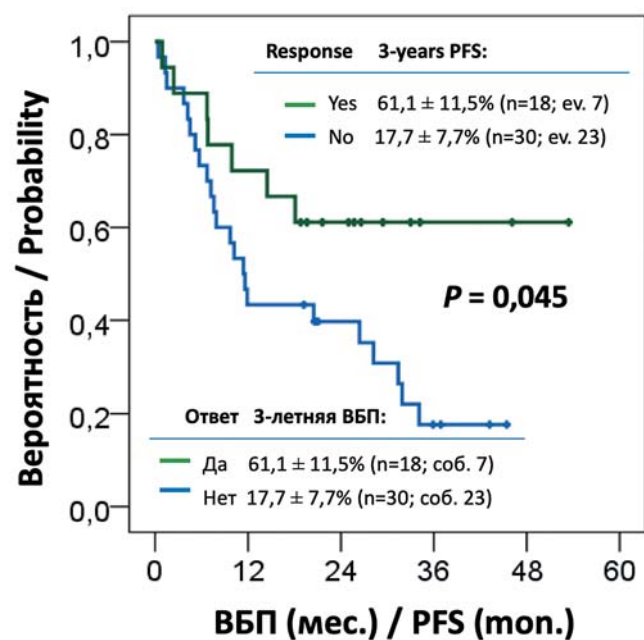 1,0
0,8
0,6
0,4
0,2
0,0
Вероятность / Probability
Response 3-years PFS:
Yes 61,1 ± 11,5% (n=18; ev. 7)
No 17,7 ± 7,7% (n=30; ev. 23)
P = 0,045
Ответ 3-летняя ВБП:
Да 61,1 ± 11,5% (n=18; соб. 7)
Нет 17,7 ± 7,7% (n=30; соб. 23)
0 12 24 36 48 60
ВБП (мес.) / PFS (mon.)